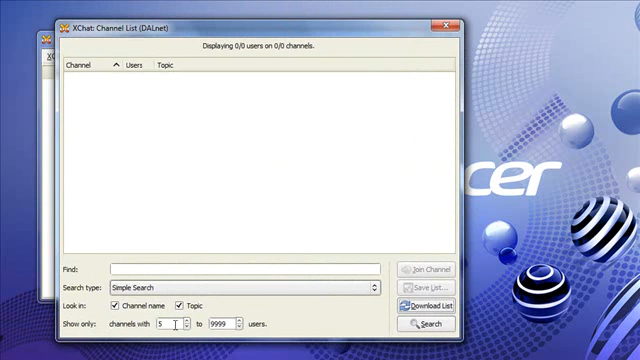 XChat: Channel List (DALnet)
Displaying 0/0 users on 0/0 channels.
Channel Users Topic
cer
Find:
Join Channel
Search type: Simple Search
Save List...
Look in: Channel name Topic
Download List
Show only: channels with 5 to 9999 users.
Search